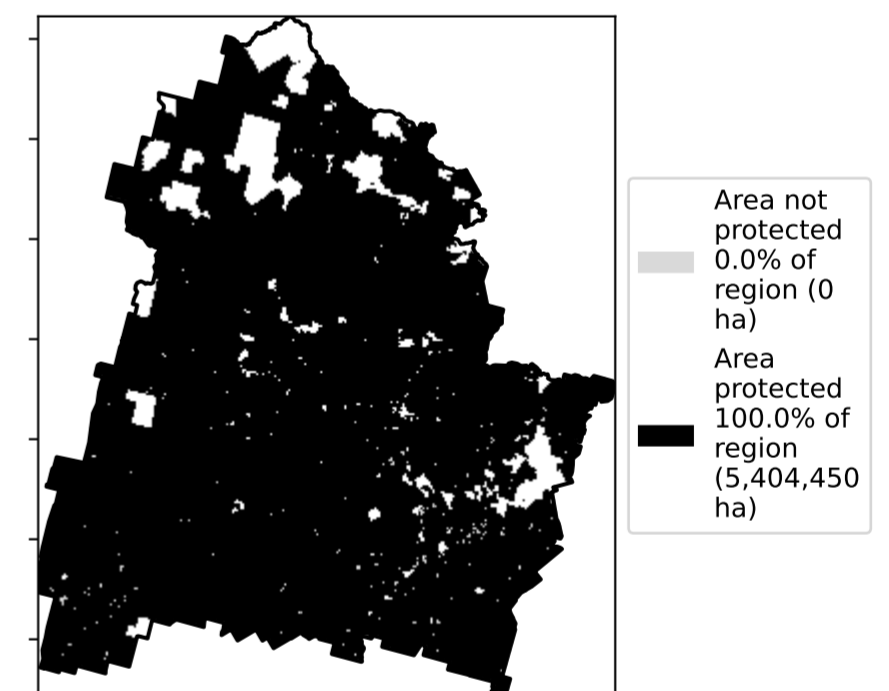 Area not
protected
0.0% of
region (0
ha)
Area
protected
100.0% of
region
(5,404,450
ha)